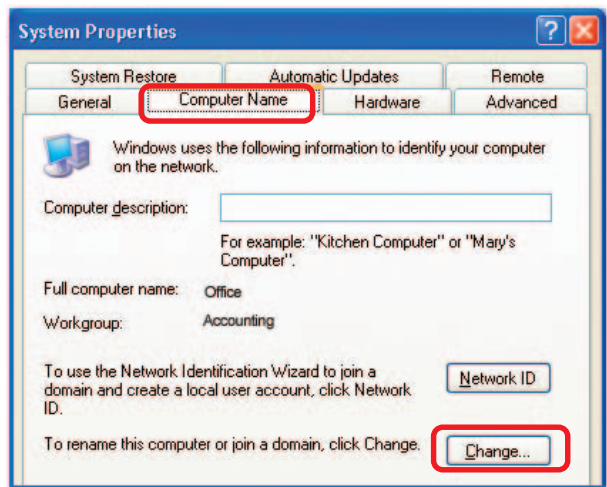 System Properties
System Restore Automatic Updates Remote
General Computer Name Hardware Advanced
Windows uses the following information to identify your computer
on the network.
Computer description:
For example: "Kitchen Computer" or "Mary's
Computer".
Full computer name: Office
Workgroup: Accounting
To use the Network Identification Wizard to join a
domain and create a local user account, click Network
ID.
Network ID
To rename this computer or join a domain, click Change.
Change...